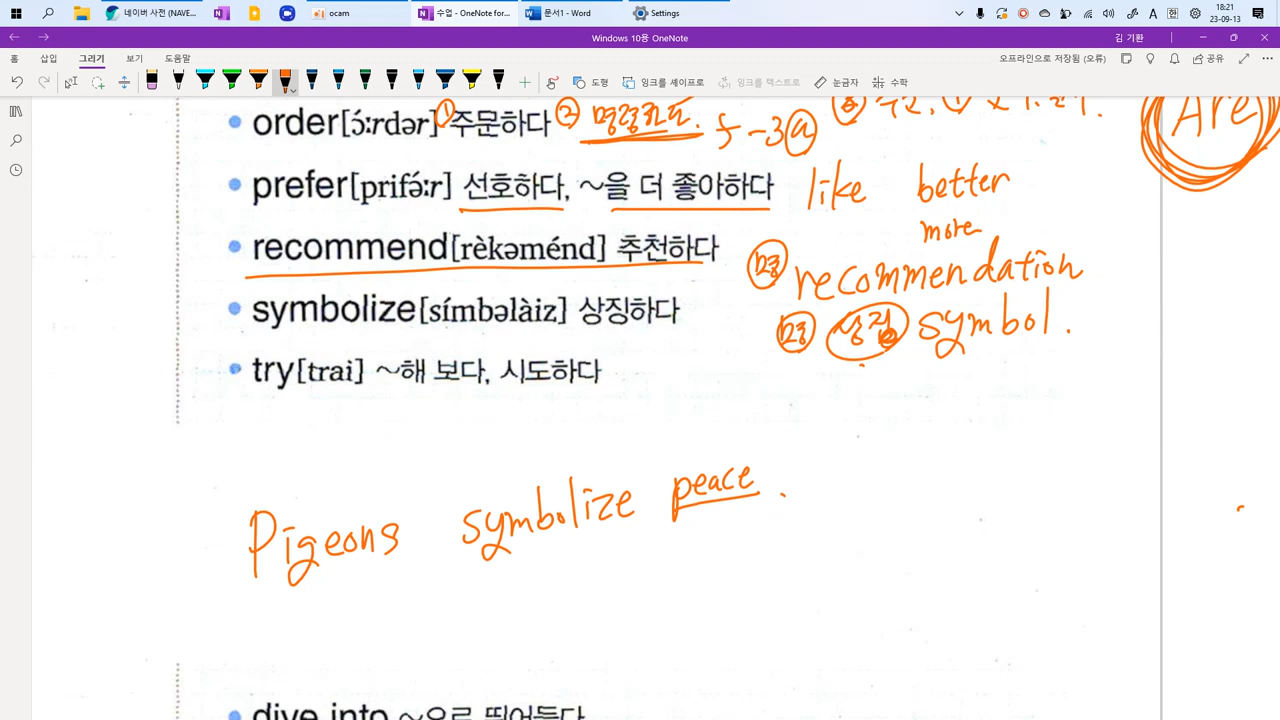 네이버 사전 (NAVE...
ocam
수업 - OneNote for...
문서1 - Word
Settings
A
한
18:21
23-09-13
Windows 10용 OneNote
김 기환
홈 삽입 그리기 보기 도움말
오프라인으로 저장됨 (오류)
공유
도형
잉크를 셰이프로
잉크를 텍스트로
눈금자
수학
Are
order[ɔ́ːrdər] ① 주문하다 ② 명령하다. f-3ⓐ
prefer[prifə́ːr] 선호하다, ~을 더 좋아하다 like better
more
recommend[rèkəménd] 추천하다 명 recommendation
symbolize[símbəlàiz] 상징하다 명 상징 symbol.
try[trai] ~해 보다, 시도하다
Pigeons symbolize peace.
dive into ~으로 뛰어들다